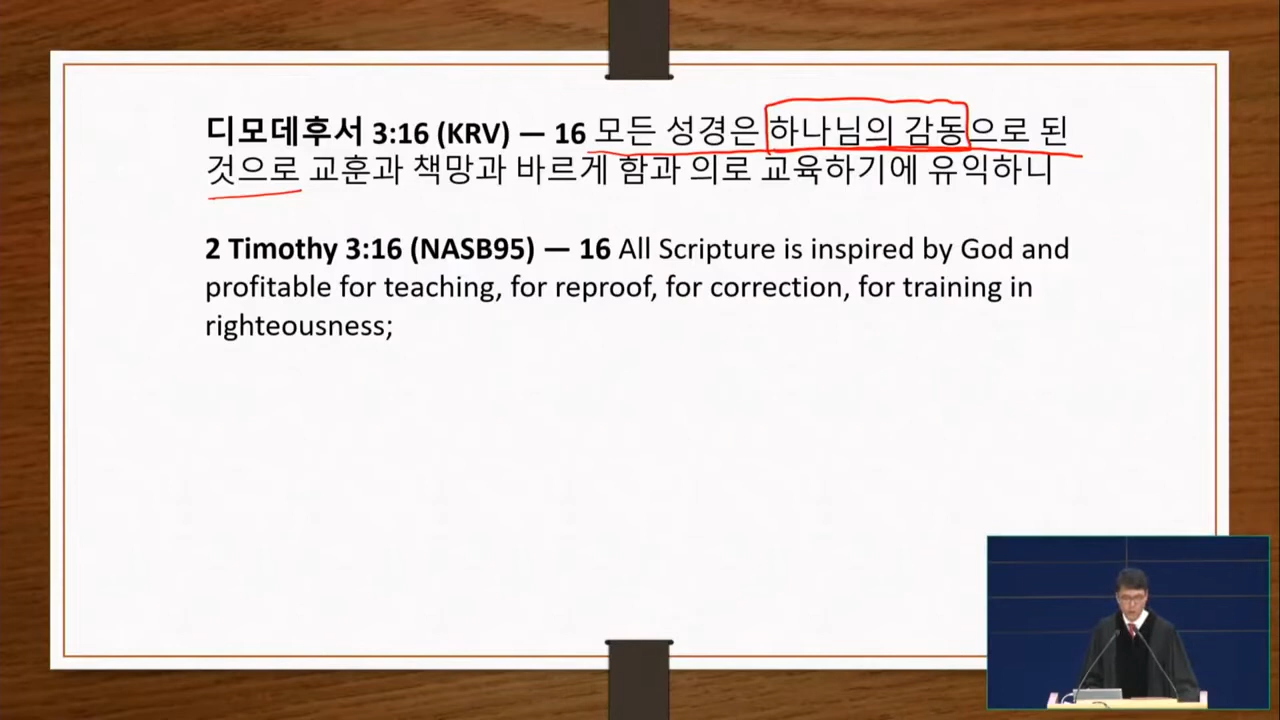 디모데후서 3:16 (KRV) — 16 모든 성경은 하나님의 감동으로 된
것으로 교훈과 책망과 바르게 함과 의로 교육하기에 유익하니
2 Timothy 3:16 (NASB95) — 16 All Scripture is inspired by God and
profitable for teaching, for reproof, for correction, for training in
righteousness;